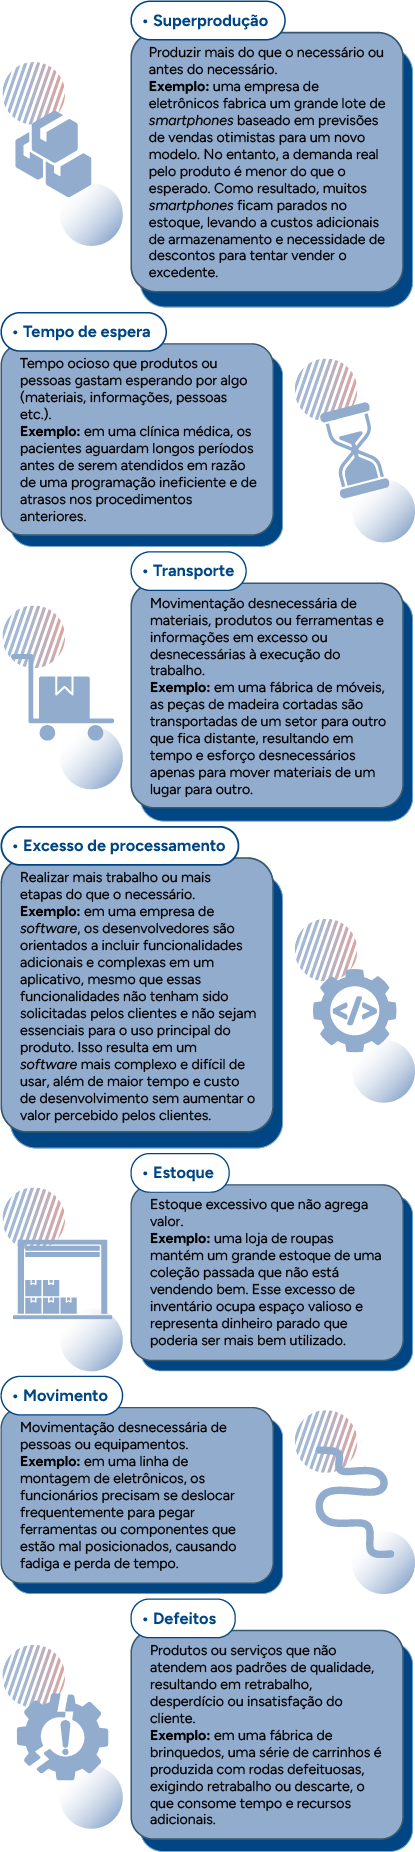 • Superprodução
Produzir mais do que o necessário ou
antes do necessário.
Exemplo: uma empresa de
eletrônicos fabrica um grande lote de
smartphones baseado em previsões
de vendas otimistas para um novo
modelo. No entanto, a demanda real
pelo produto é menor do que o
esperado. Como resultado, muitos
smartphones ficam parados no
estoque, levando a custos adicionais
de armazenamento e necessidade de
descontos para tentar vender o
excedente.
• Tempo de espera
Tempo ocioso que produtos ou
pessoas gastam esperando por algo
(materiais, informações, pessoas
etc.).
Exemplo: em uma clínica médica, os
pacientes aguardam longos períodos
antes de serem atendidos em razão
de uma programação ineficiente e de
atrasos nos procedimentos
anteriores.
• Transporte
Movimentação desnecessária de
materiais, produtos ou ferramentas e
informações em excesso ou
desnecessárias à execução do
trabalho.
Exemplo: em uma fábrica de móveis,
as peças de madeira cortadas são
transportadas de um setor para outro
que fica distante, resultando em
tempo e esforço desnecessários
apenas para mover materiais de um
lugar para outro.
• Excesso de processamento
Realizar mais trabalho ou mais
etapas do que o necessário.
Exemplo: em uma empresa de
software, os desenvolvedores são
orientados a incluir funcionalidades
adicionais e complexas em um
aplicativo, mesmo que essas
funcionalidades não tenham sido
solicitadas pelos clientes e não sejam
essenciais para o uso principal do
produto. Isso resulta em um
software mais complexo e difícil de
usar, além de maior tempo e custo
de desenvolvimento sem aumentar o
valor percebido pelos clientes.
• Estoque
Estoque excessivo que não agrega
valor.
Exemplo: uma loja de roupas
mantém um grande estoque de uma
coleção passada que não está
vendendo bem. Esse excesso de
inventário ocupa espaço valioso e
representa dinheiro parado que
poderia ser mais bem utilizado.
• Movimento
Movimentação desnecessária de
pessoas ou equipamentos.
Exemplo: em uma linha de
montagem de eletrônicos, os
funcionários precisam se deslocar
frequentemente para pegar
ferramentas ou componentes que
estão mal posicionados, causando
fadiga e perda de tempo.
• Defeitos
Produtos ou serviços que não
atendem aos padrões de qualidade,
resultando em retrabalho,
desperdício ou insatisfação do
cliente.
Exemplo: em uma fábrica de
brinquedos, uma série de carrinhos é
produzida com rodas defeituosas,
exigindo retrabalho ou descarte, o
que consome tempo e recursos
adicionais.